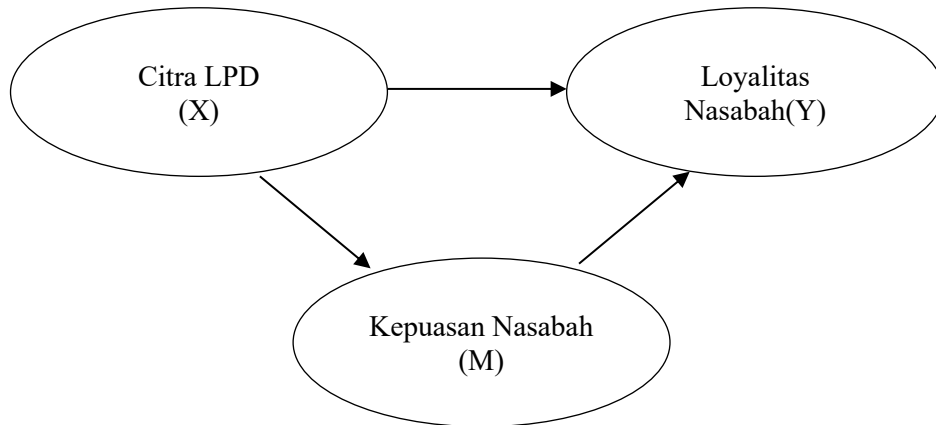 Citra LPD
(X)
Loyalitas
Nasabah(Y)
Kepuasan Nasabah
(M)